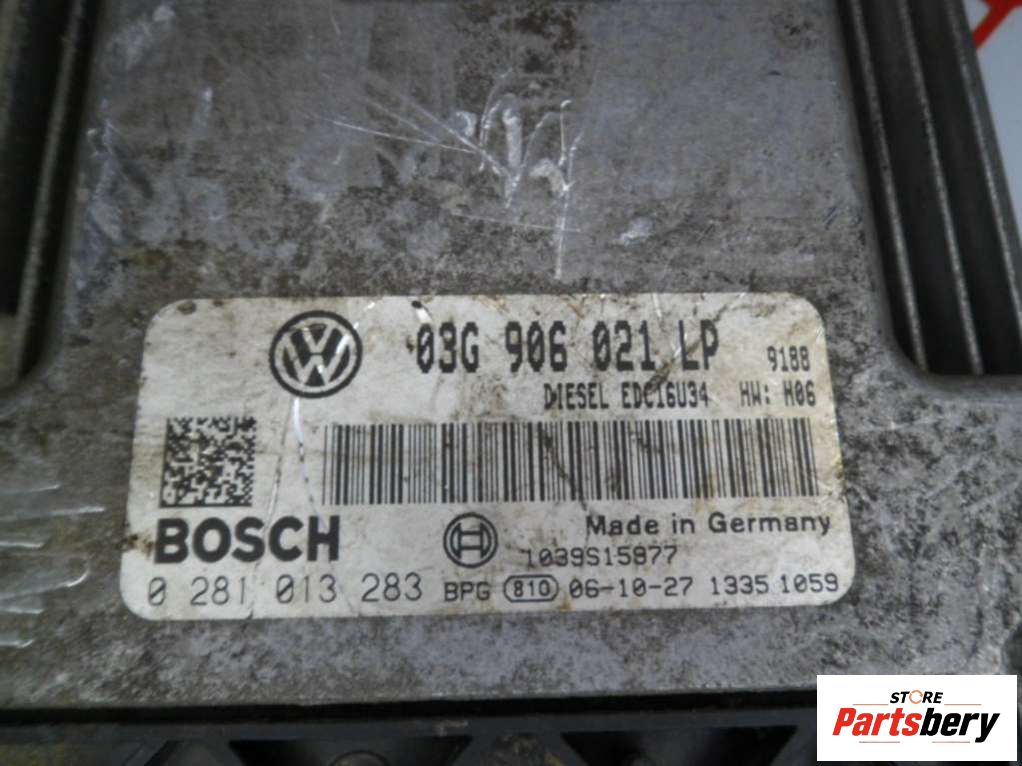 03G 906 021 LP 9188
DIESEL EDC16U34 HW: H06
BOSCH
Made in Germany
1039S15877
0 281 013 283 BPG 810 06-10-27 1335 1059
STORE
Partsbery